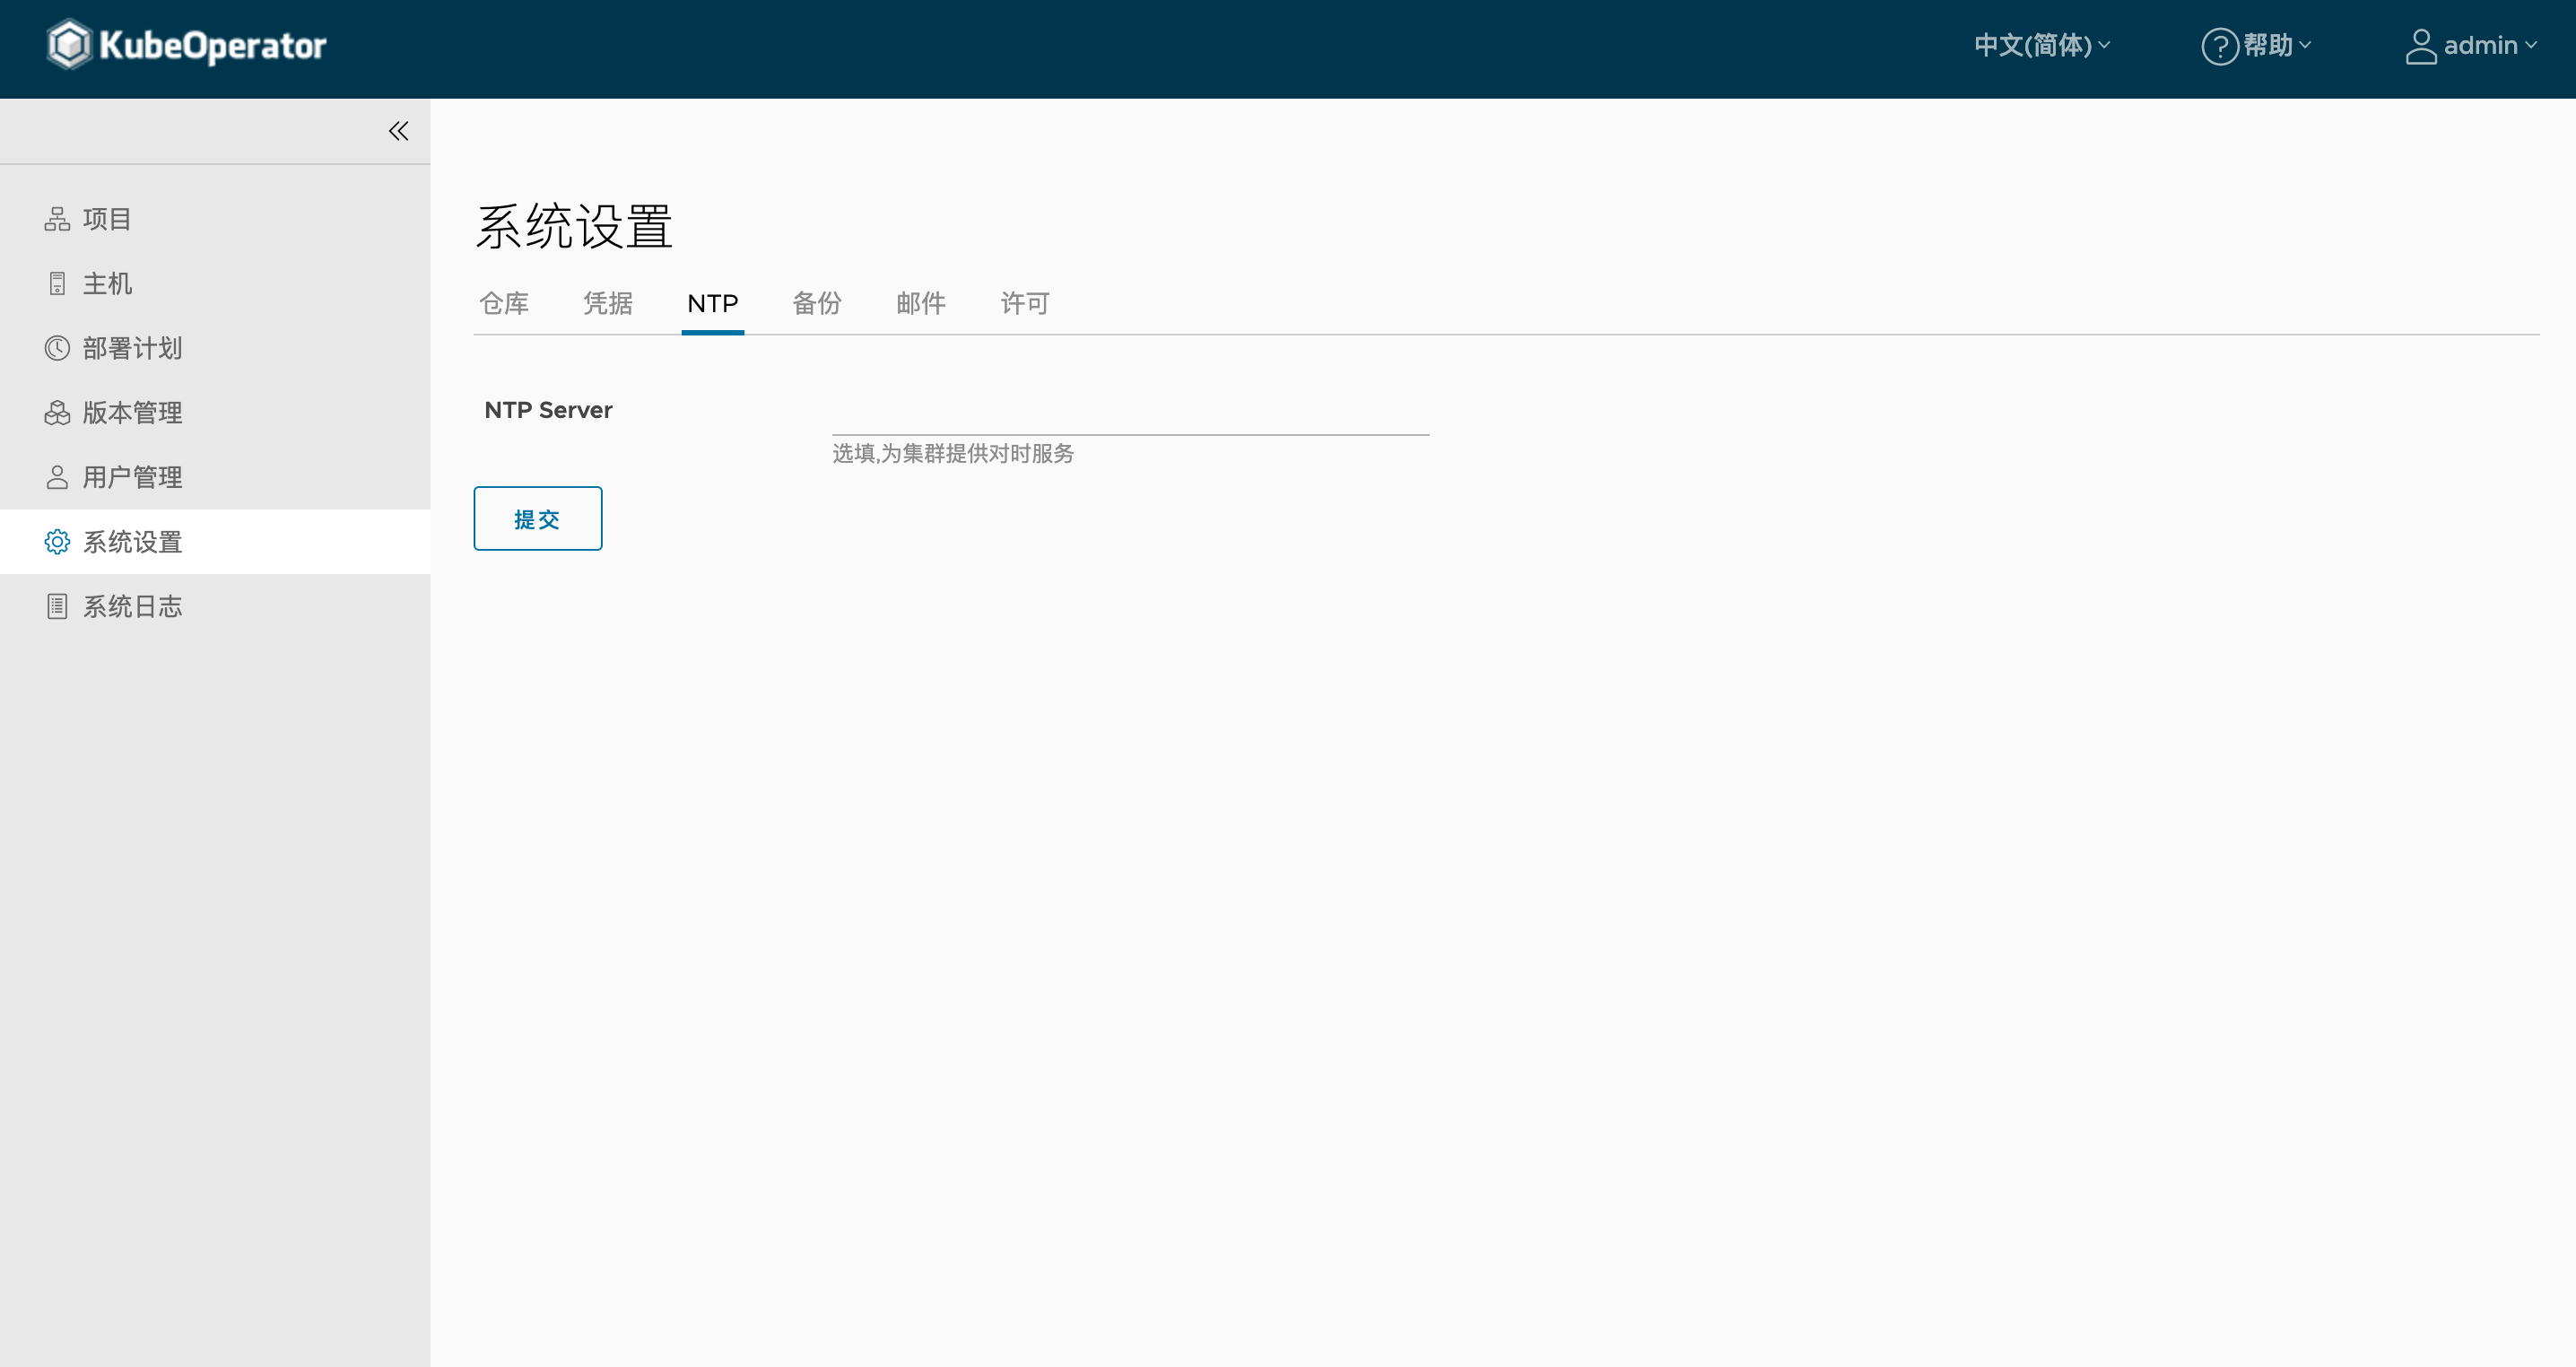 KubeOperator
中文(简体)
帮助
admin
项目
主机
部署计划
版本管理
用户管理
系统设置
系统日志
系统设置
仓库 凭据 NTP 备份 邮件 许可
NTP Server
选填,为集群提供对时服务
提交